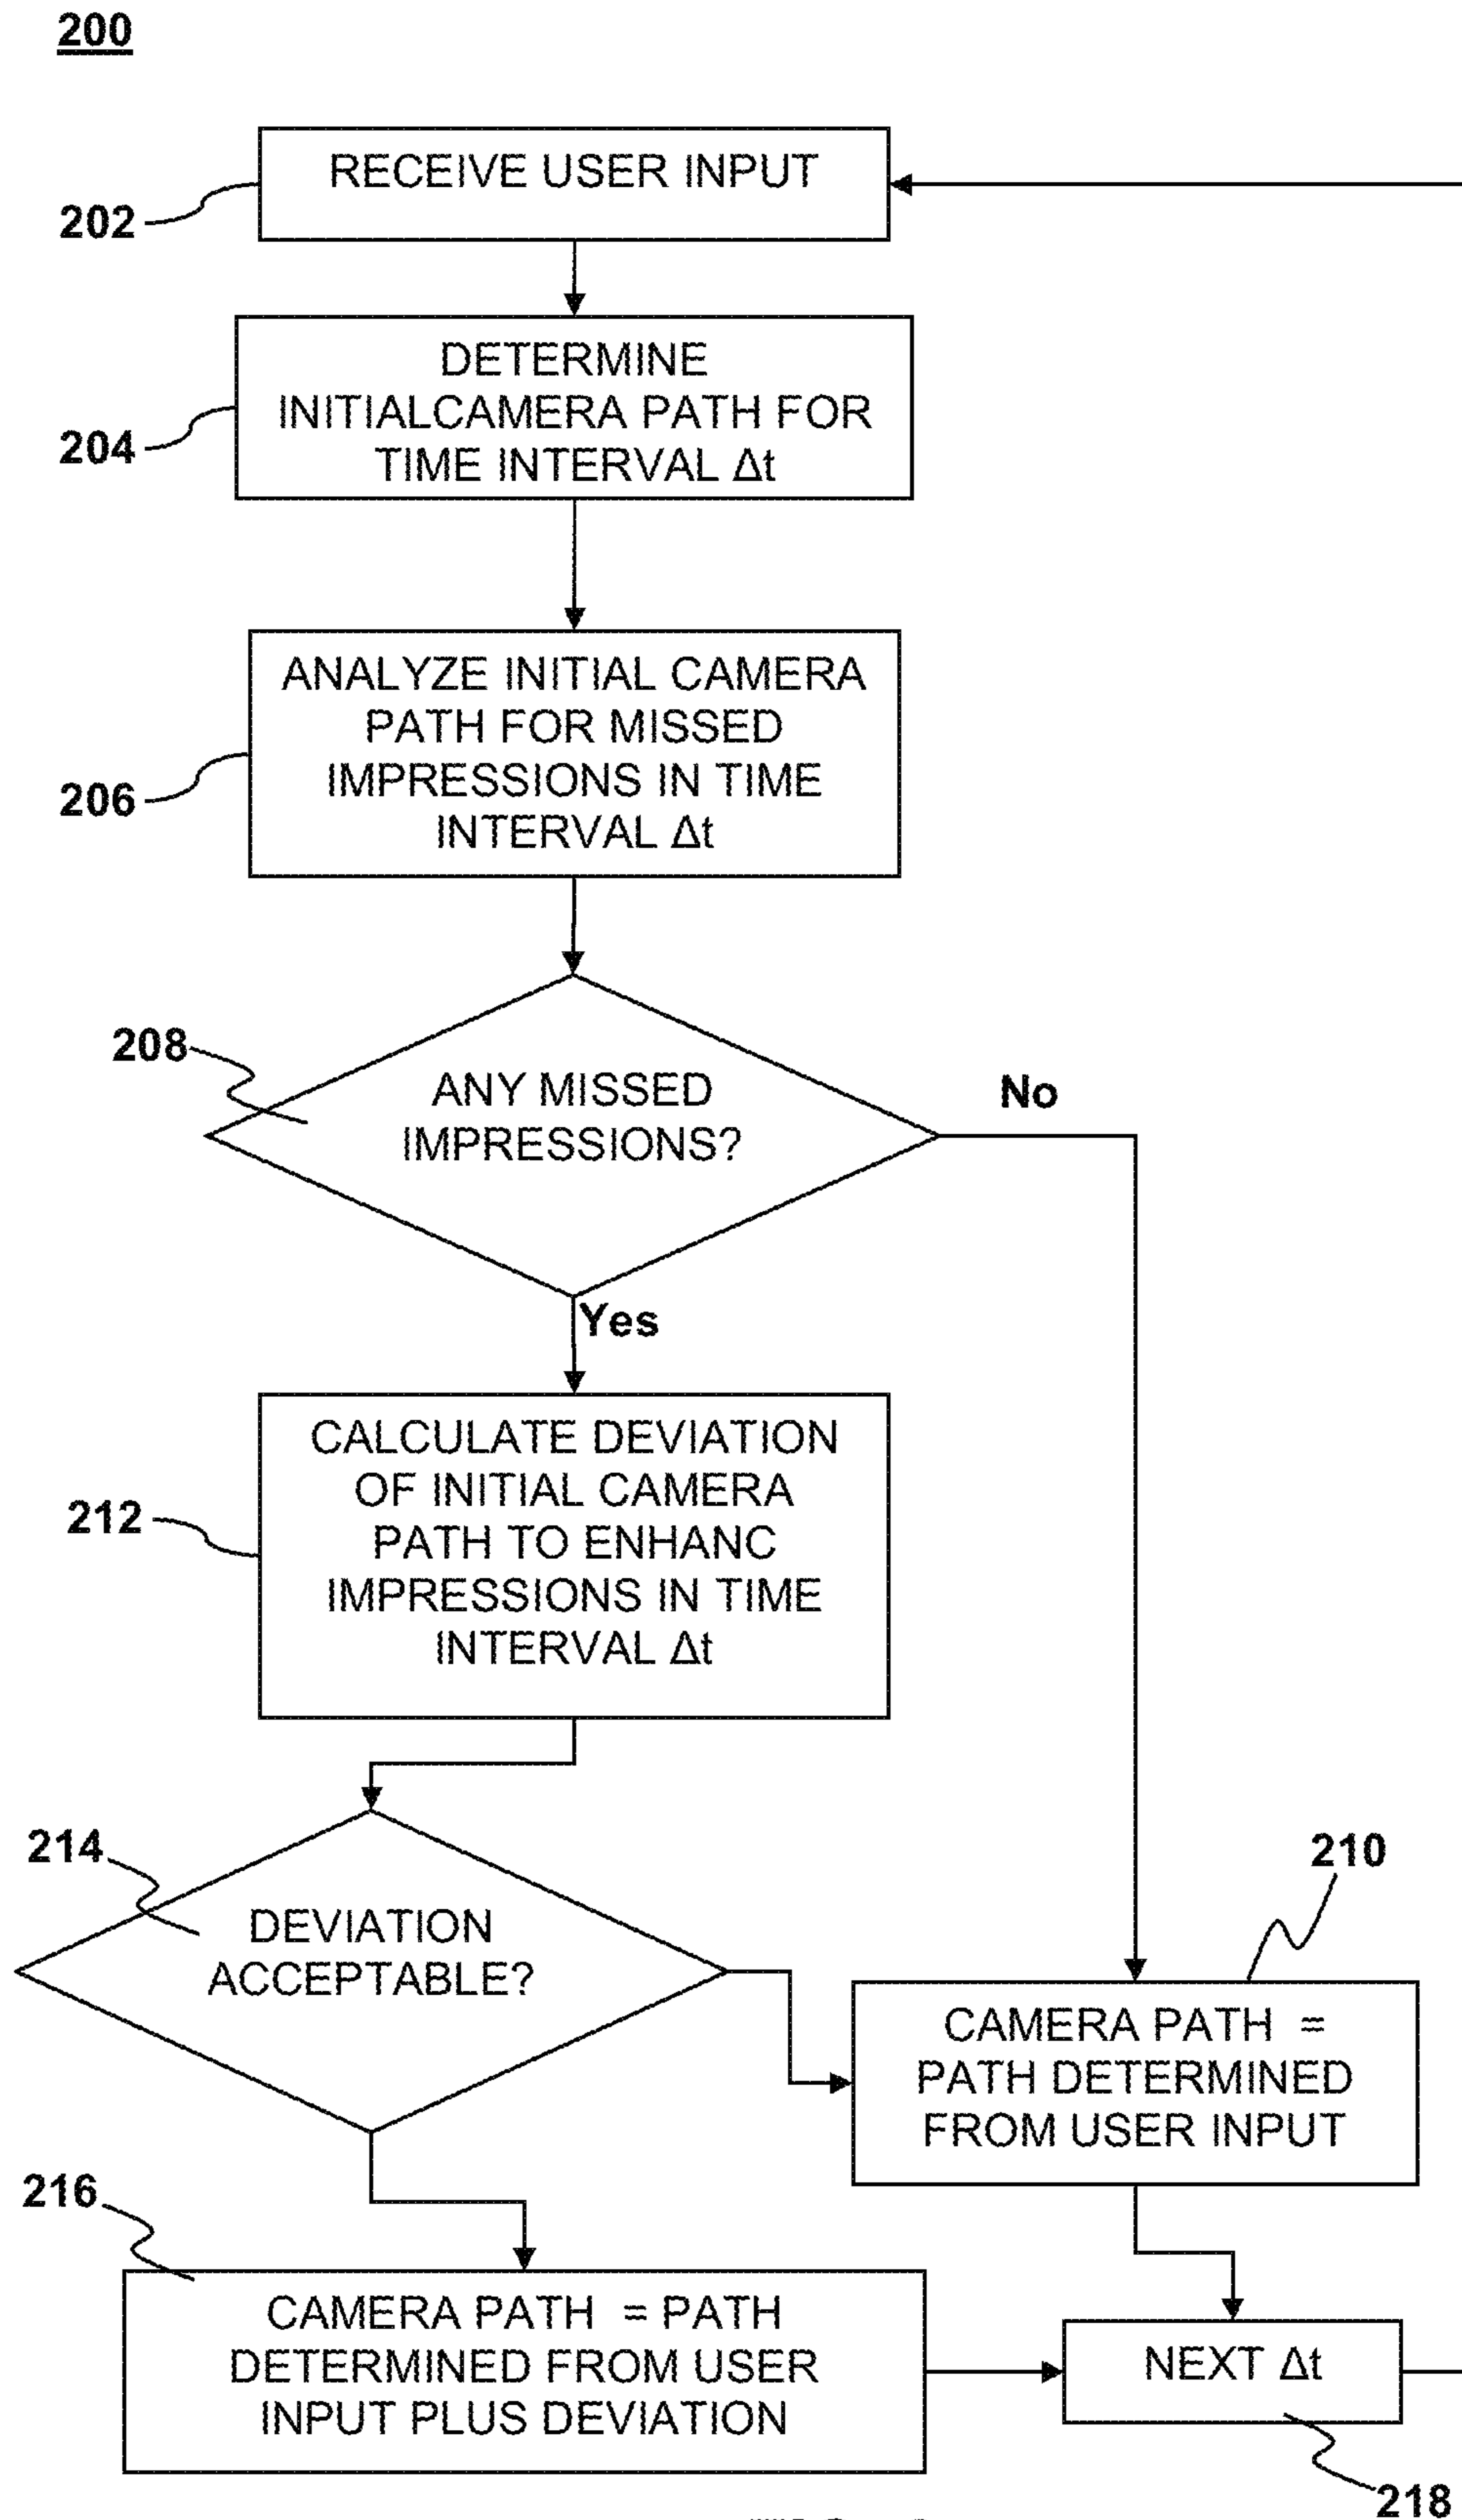 200
RECEIVE USER INPUT
202
DETERMINE
INITIALCAMERA PATH FOR
TIME INTERVAL Δt
204
ANALYZE INITIAL CAMERA
PATH FOR MISSED
IMPRESSIONS IN TIME
INTERVAL Δt
206
208
ANY MISSED
IMPRESSIONS?
No
Yes
CALCULATE DEVIATION
OF INITIAL CAMERA
PATH TO ENHANC
IMPRESSIONS IN TIME
INTERVAL Δt
212
214
DEVIATION
ACCEPTABLE?
210
CAMERA PATH =
PATH DETERMINED
FROM USER INPUT
216
CAMERA PATH = PATH
DETERMINED FROM USER
INPUT PLUS DEVIATION
NEXT Δt
218